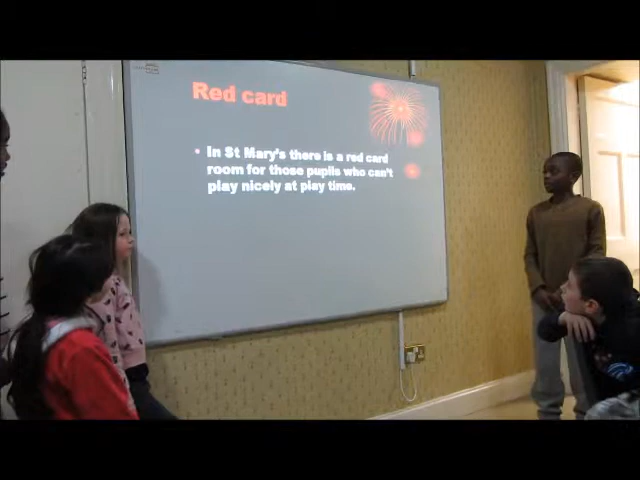 Red card
• In St Mary's there is a red card
room for those pupils who can't
play nicely at play time.